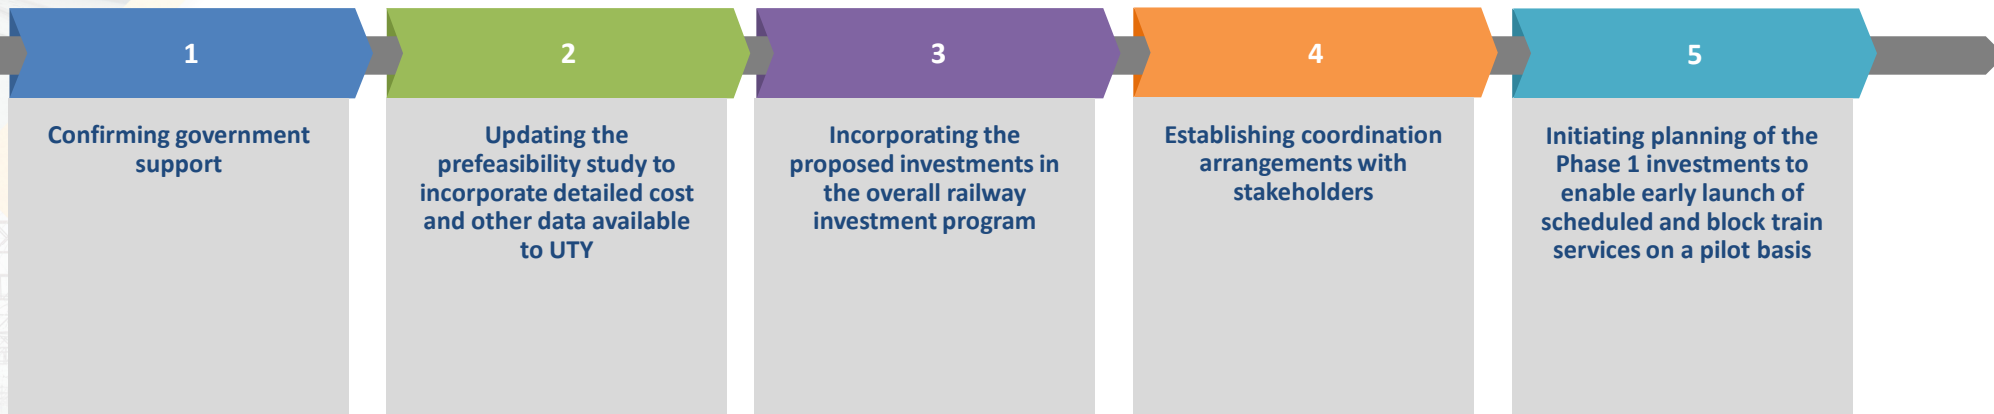 1
Confirming government
support
2
Updating the
prefeasibility study to
incorporate detailed cost
and other data available
to UTY
3
Incorporating the
proposed investments in
the overall railway
investment program
4
Establishing coordination
arrangements with
stakeholders
5
Initiating planning of the
Phase 1 investments to
enable early launch of
scheduled and block train
services on a pilot basis